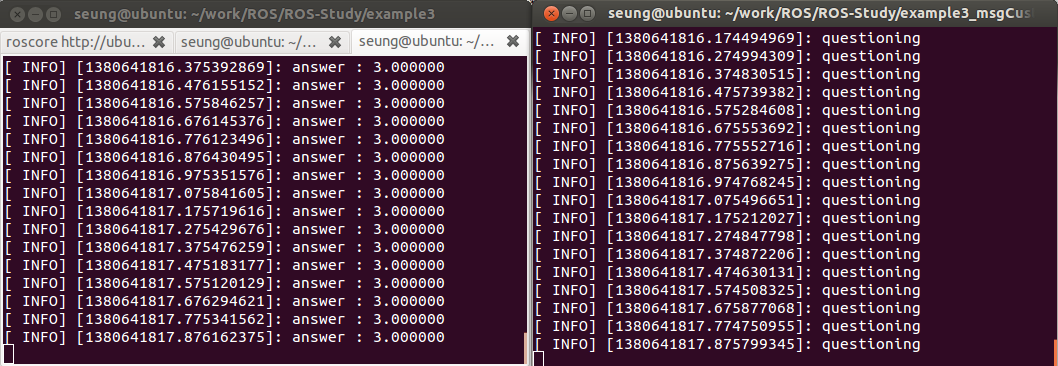 seung@ubuntu: ~/work/ROS/ROS-Study/example3
roscore http://ubu...
seung@ubuntu: ~/...
seung@ubuntu: ~/...
[ INFO] [1380641816.375392869]: answer : 3.000000
[ INFO] [1380641816.476155152]: answer : 3.000000
[ INFO] [1380641816.575846257]: answer : 3.000000
[ INFO] [1380641816.676145376]: answer : 3.000000
[ INFO] [1380641816.776123496]: answer : 3.000000
[ INFO] [1380641816.876430495]: answer : 3.000000
[ INFO] [1380641816.975351576]: answer : 3.000000
[ INFO] [1380641817.075841605]: answer : 3.000000
[ INFO] [1380641817.175719616]: answer : 3.000000
[ INFO] [1380641817.275429676]: answer : 3.000000
[ INFO] [1380641817.375476259]: answer : 3.000000
[ INFO] [1380641817.475183177]: answer : 3.000000
[ INFO] [1380641817.575120129]: answer : 3.000000
[ INFO] [1380641817.676294621]: answer : 3.000000
[ INFO] [1380641817.775341562]: answer : 3.000000
[ INFO] [1380641817.876162375]: answer : 3.000000
seung@ubuntu: ~/work/ROS/ROS-Study/example3_msgCus
[ INFO] [1380641816.174494969]: questioning
[ INFO] [1380641816.274994309]: questioning
[ INFO] [1380641816.374830515]: questioning
[ INFO] [1380641816.475739382]: questioning
[ INFO] [1380641816.575284608]: questioning
[ INFO] [1380641816.675553692]: questioning
[ INFO] [1380641816.775552716]: questioning
[ INFO] [1380641816.875639275]: questioning
[ INFO] [1380641816.974768245]: questioning
[ INFO] [1380641817.075496651]: questioning
[ INFO] [1380641817.175212027]: questioning
[ INFO] [1380641817.274847798]: questioning
[ INFO] [1380641817.374872206]: questioning
[ INFO] [1380641817.474630131]: questioning
[ INFO] [1380641817.574508325]: questioning
[ INFO] [1380641817.675877068]: questioning
[ INFO] [1380641817.774750955]: questioning
[ INFO] [1380641817.875799345]: questioning